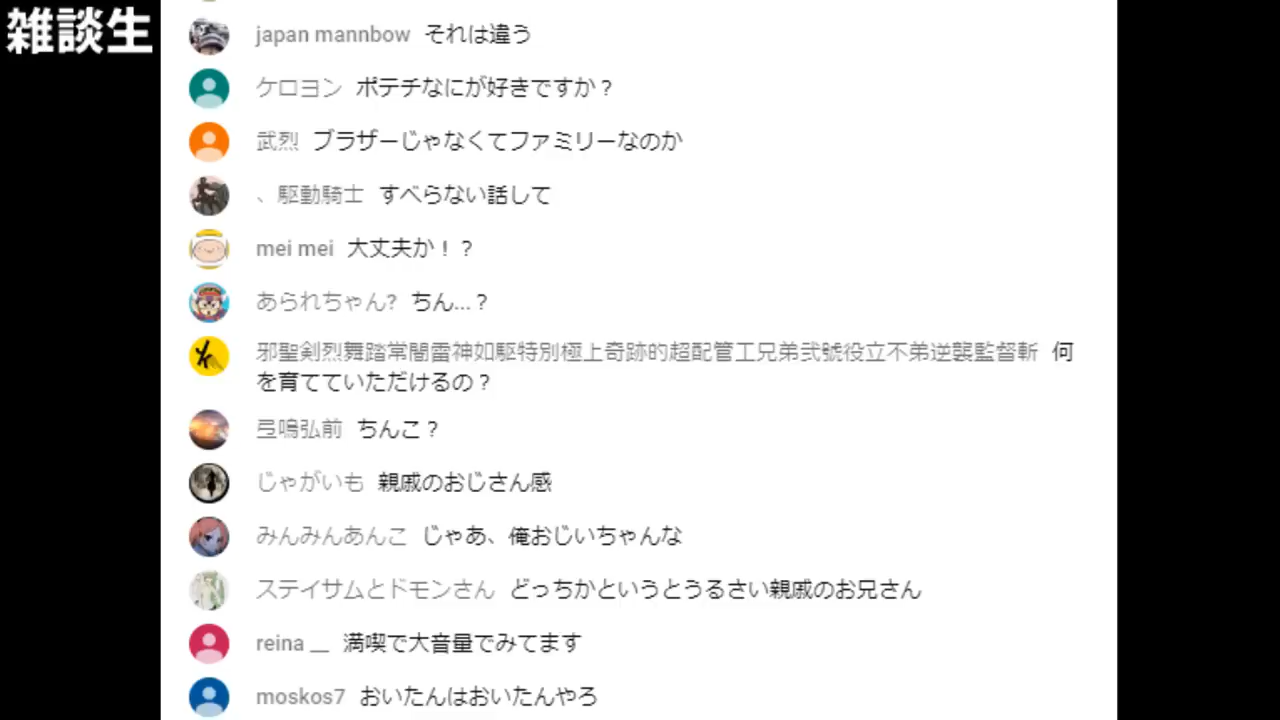 雑談生
japan mannbow それは違う
ケロヨン ポテチなにが好きですか？
武烈 ブラザーじゃなくてファミリーなのか
、駆動騎士 すべらない話して
mei mei 大丈夫か！？
あられちゃん? ちん...？
邪聖剣烈舞踏常闇雷神如駆特別極上奇跡的超配管工兄弟弐號役立不弟逆襲監督斬 何
を育てていただけるの？
弖鳴弘前 ちんこ？
じゃがいも 親戚のおじさん感
みんみんあんこ じゃあ、俺おじいちゃんな
ステイサムとドモンさん どっちかというとうるさい親戚のお兄さん
reina __ 満喫で大音量でみてます
moskos7 おいたんはおいたんやろ